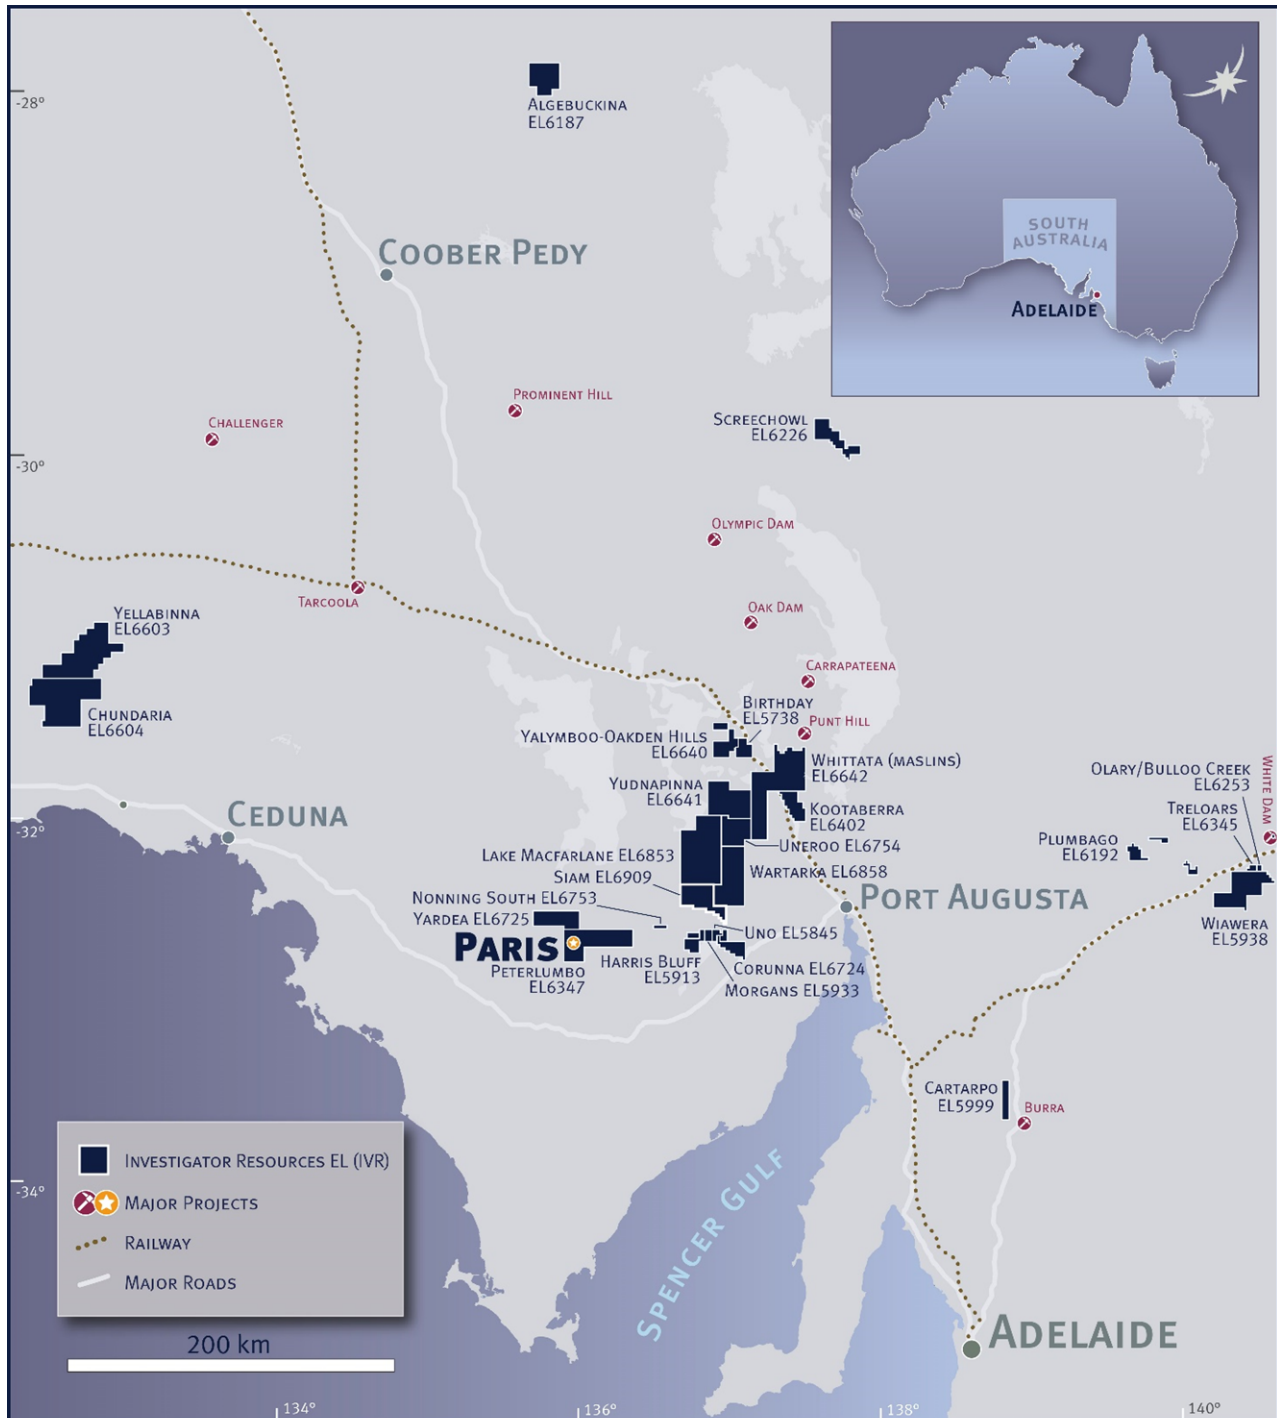 -28°
ALGEBUCKINA
EL6187
SOUTH
AUSTRALIA
ADELAIDE
COOBER PEDY
PROMINENT HILL
CHALLENGER
SCREECHOWL
EL6226
-30°
OLYMPIC DAM
TARCOOLA
OAK DAM
YELLABINNA
EL6603
CARRAPATEENA
CHUNDARIA
EL6604
BIRTHDAY
EL5738
PUNT HILL
YALYMBOO-OAKDEN HILLS
EL6640
WHITTATA (MASLINS)
EL6642
OLARY/BULLOO CREEK
EL6253
WHITE DAM
YUDNAPINNA
EL6641
KOOTABERRA
EL6402
TRELOARS
EL6345
-32°
CEDUNA
PLUMBAGO
EL6192
UNEROO EL6754
LAKE MACFARLANE EL6853
WARTARKA EL6858
SIAM EL6909
NONNING SOUTH EL6753
PORT AUGUSTA
YARDEA EL6725
WIAWERA
EL5938
UNO EL5845
PARIS
HARRIS BLUFF
EL5913
CORUNNA EL6724
PETERLUMBO
EL6347
MORGANS EL5933
CARTARPO
EL5999
BURRA
INVESTIGATOR RESOURCES EL (IVR)
-34°
MAJOR PROJECTS
RAILWAY
MAJOR ROADS
SPENCER GULF
200 km
ADELAIDE
134°
136°
138°
140°